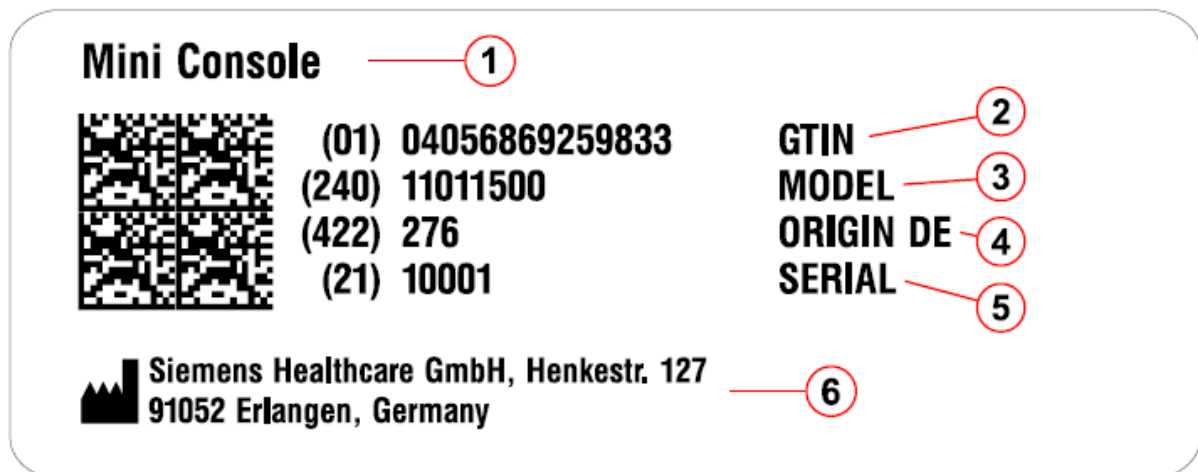 Mini Console 1
(01) 04056869259833 GTIN 2
(240) 11011500 MODEL 3
(422) 276 ORIGIN DE 4
(21) 10001 SERIAL 5
Siemens Healthcare GmbH, Henkestr. 127
91052 Erlangen, Germany 6